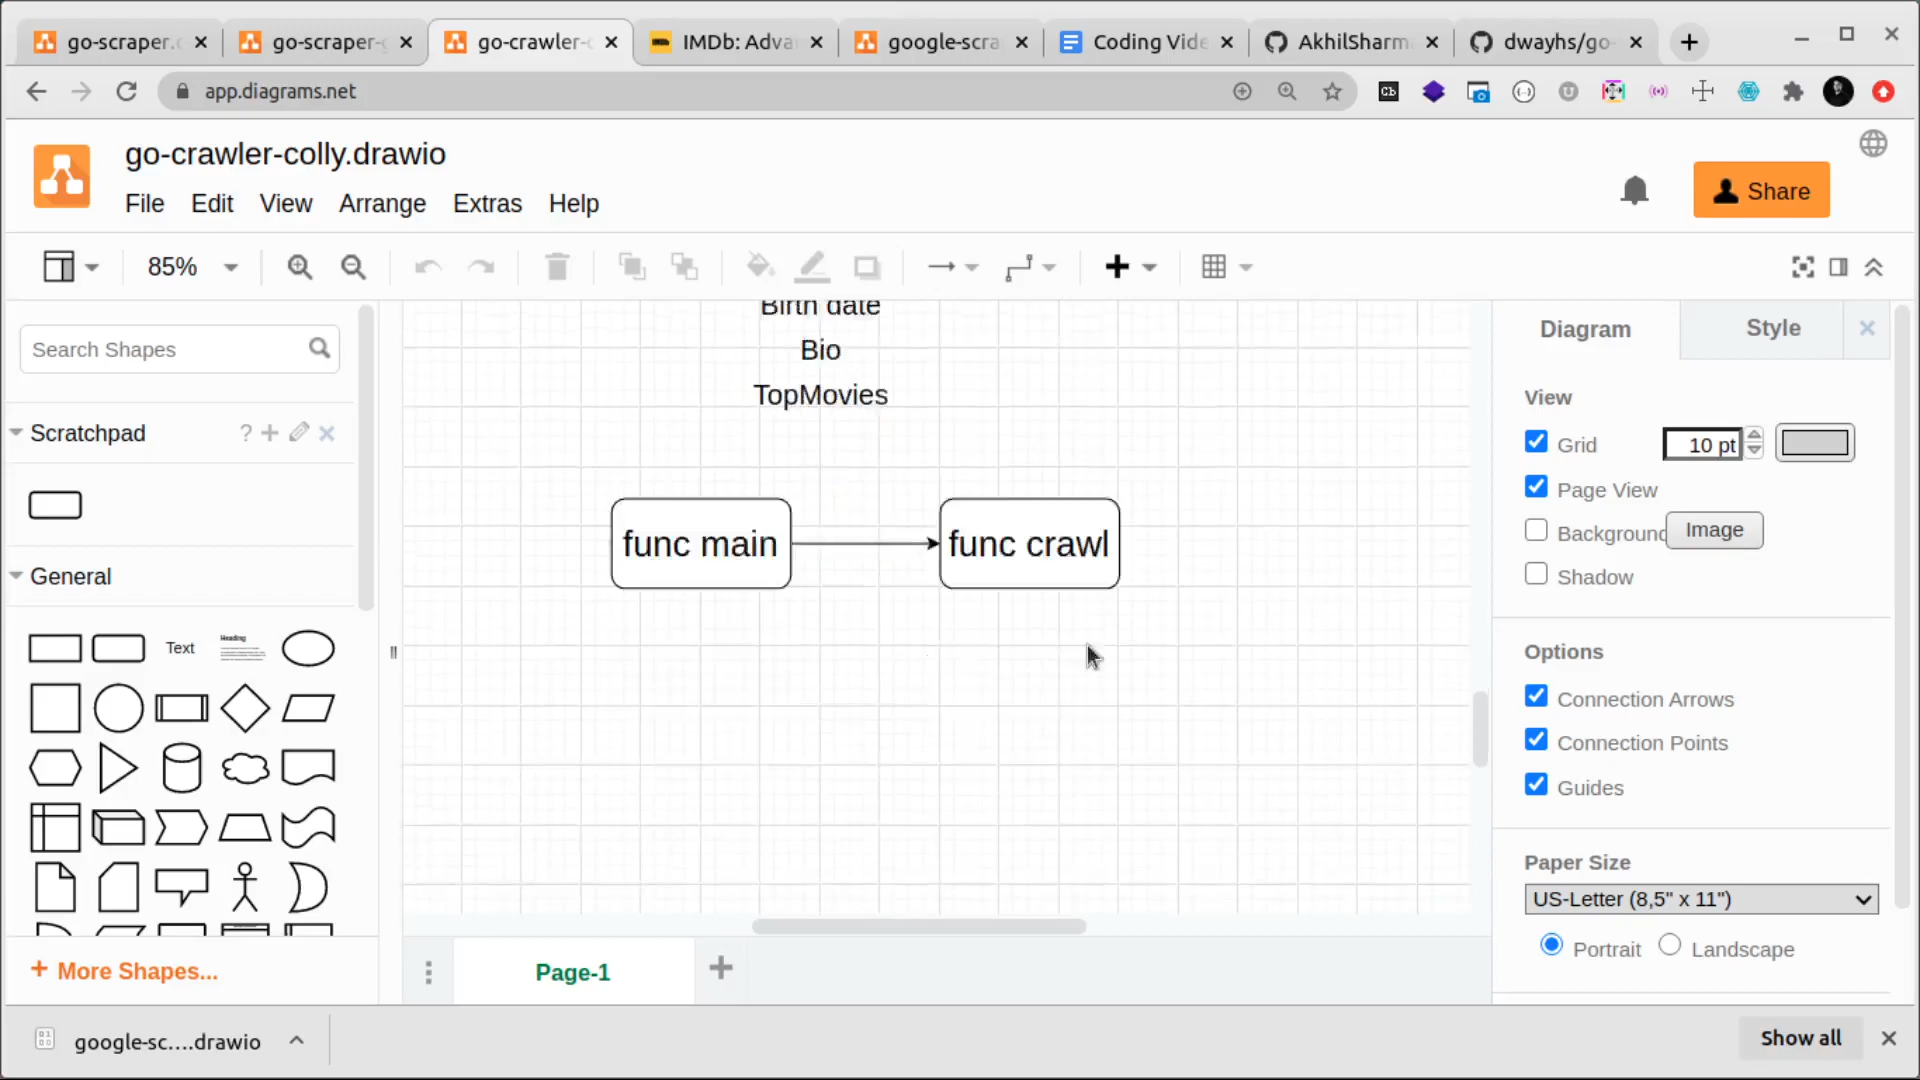 go-scraper.
go-scraper-
go-crawler-
IMDb: Adva
google-scra
Coding Vide
AkhilSharm
dwayhs/go-
app.diagrams.net
go-crawler-colly.drawio
File Edit View Arrange Extras Help
Share
85%
Search Shapes
Scratchpad
?
General
Text
Heading
More Shapes...
Birth date
Bio
TopMovies
func main
func crawl
Page-1
Diagram
Style
View
Grid
10 pt
Page View
Background
Image
Shadow
Options
Connection Arrows
Connection Points
Guides
Paper Size
US-Letter (8,5" x 11")
Portrait
Landscape
google-sc....drawio
Show all